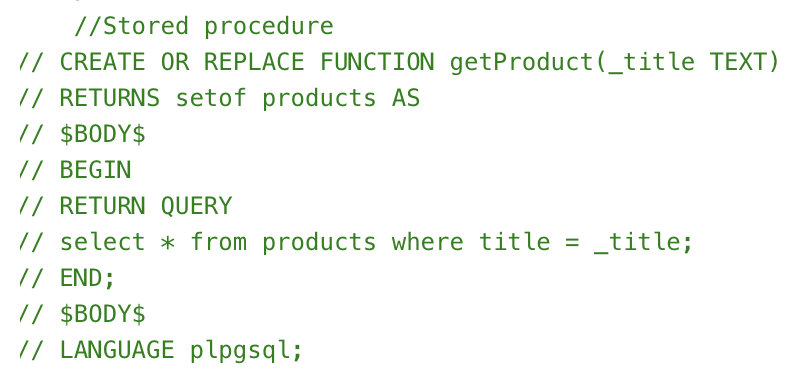 //Stored procedure
// CREATE OR REPLACE FUNCTION getProduct(_title TEXT)
// RETURNS setof products AS
// $BODY$
// BEGIN
// RETURN QUERY
// select * from products where title = _title;
// END;
// $BODY$
// LANGUAGE plpgsql;